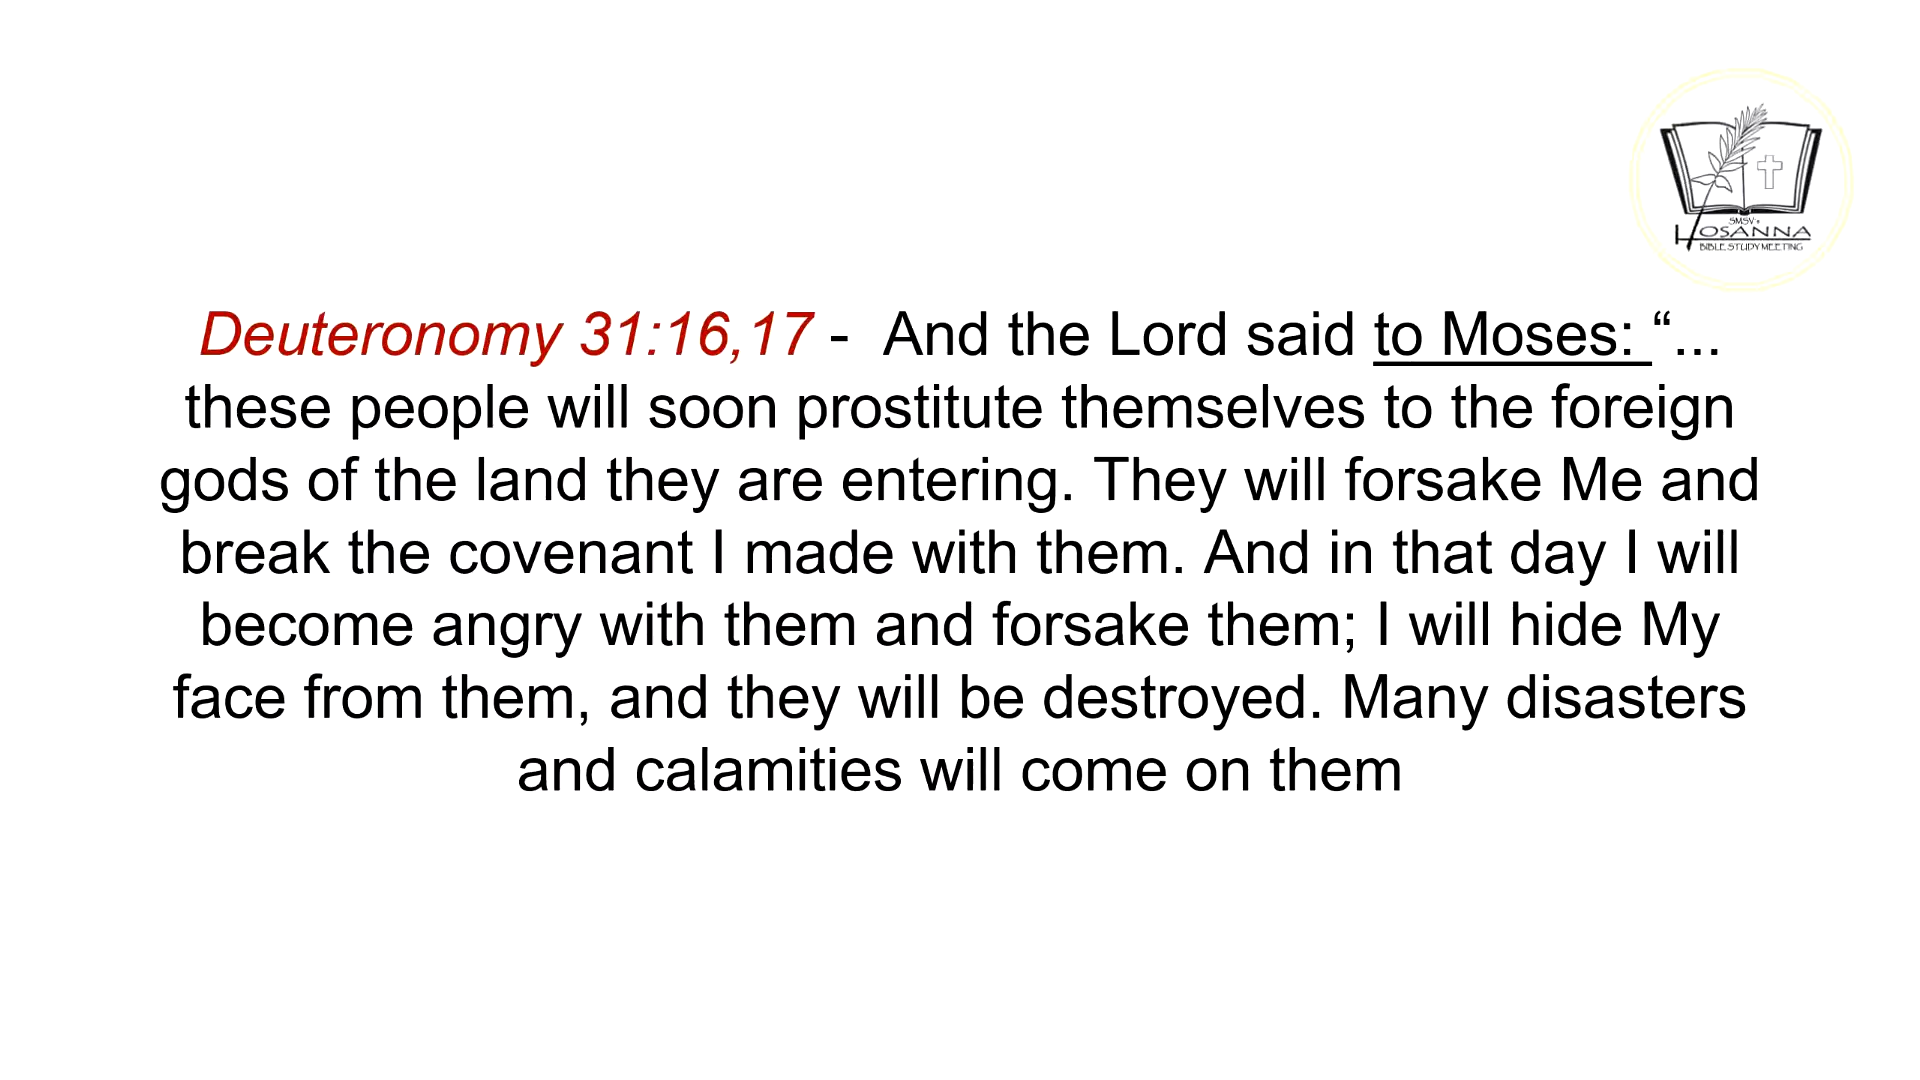 SMSV's
HOSANNA
BIBLE STUDY MEETING
Deuteronomy 31:16,17 -  And the Lord said to Moses: “...
these people will soon prostitute themselves to the foreign
gods of the land they are entering. They will forsake Me and
break the covenant I made with them. And in that day I will
become angry with them and forsake them; I will hide My
face from them, and they will be destroyed. Many disasters
and calamities will come on them